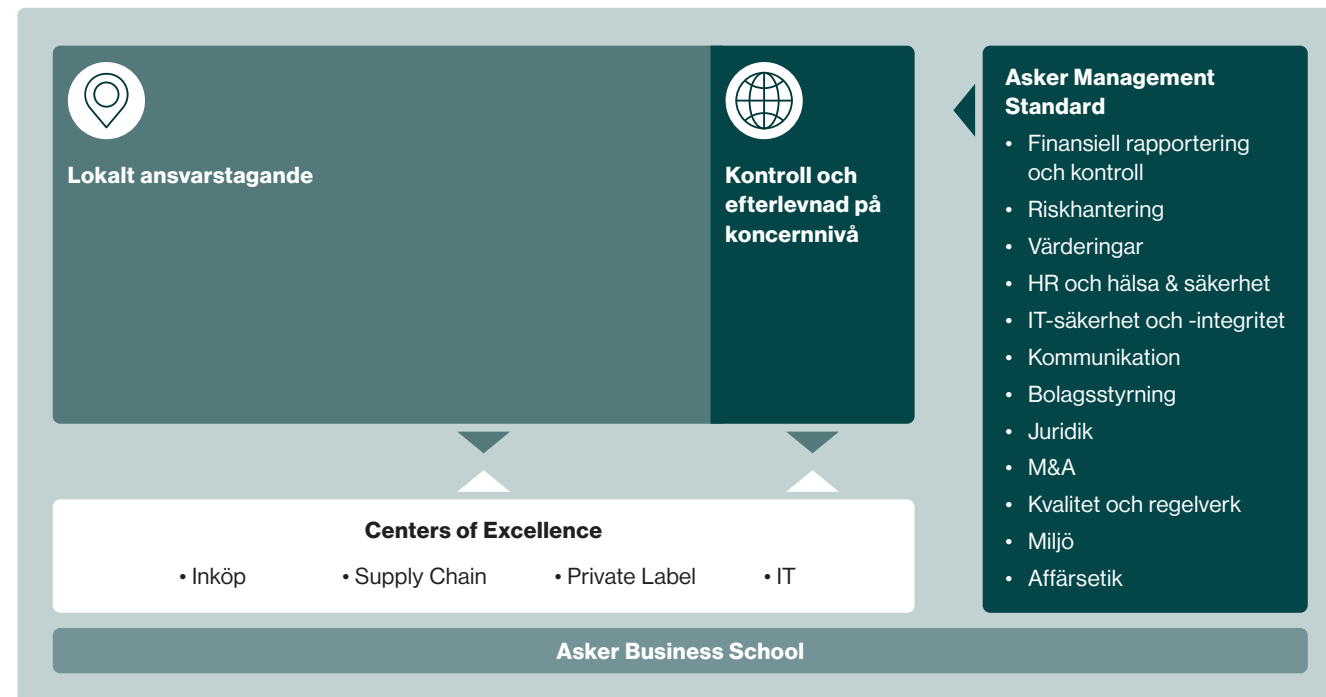 Lokalt ansvarstagande
Kontroll och
efterlevnad på
koncernnivå
Asker Management
Standard
• Finansiell rapportering
och kontroll
• Riskhantering
• Värderingar
• HR och hälsa & säkerhet
• IT-säkerhet och -integritet
• Kommunikation
• Bolagsstyrning
• Juridik
• M&A
• Kvalitet och regelverk
• Miljö
• Affärsetik
Centers of Excellence
• Inköp • Supply Chain • Private Label • IT
Asker Business School